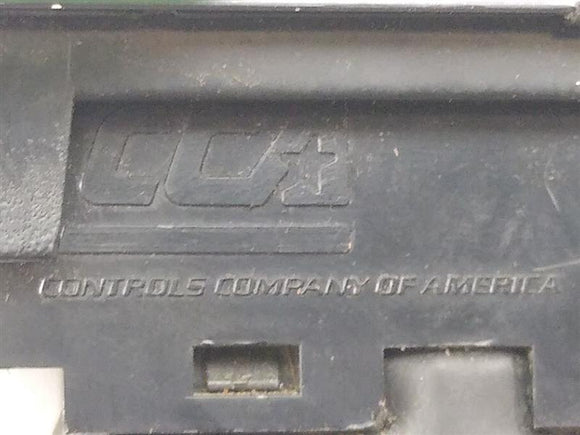 CCA
CONTROLS COMPANY OF AMERICA